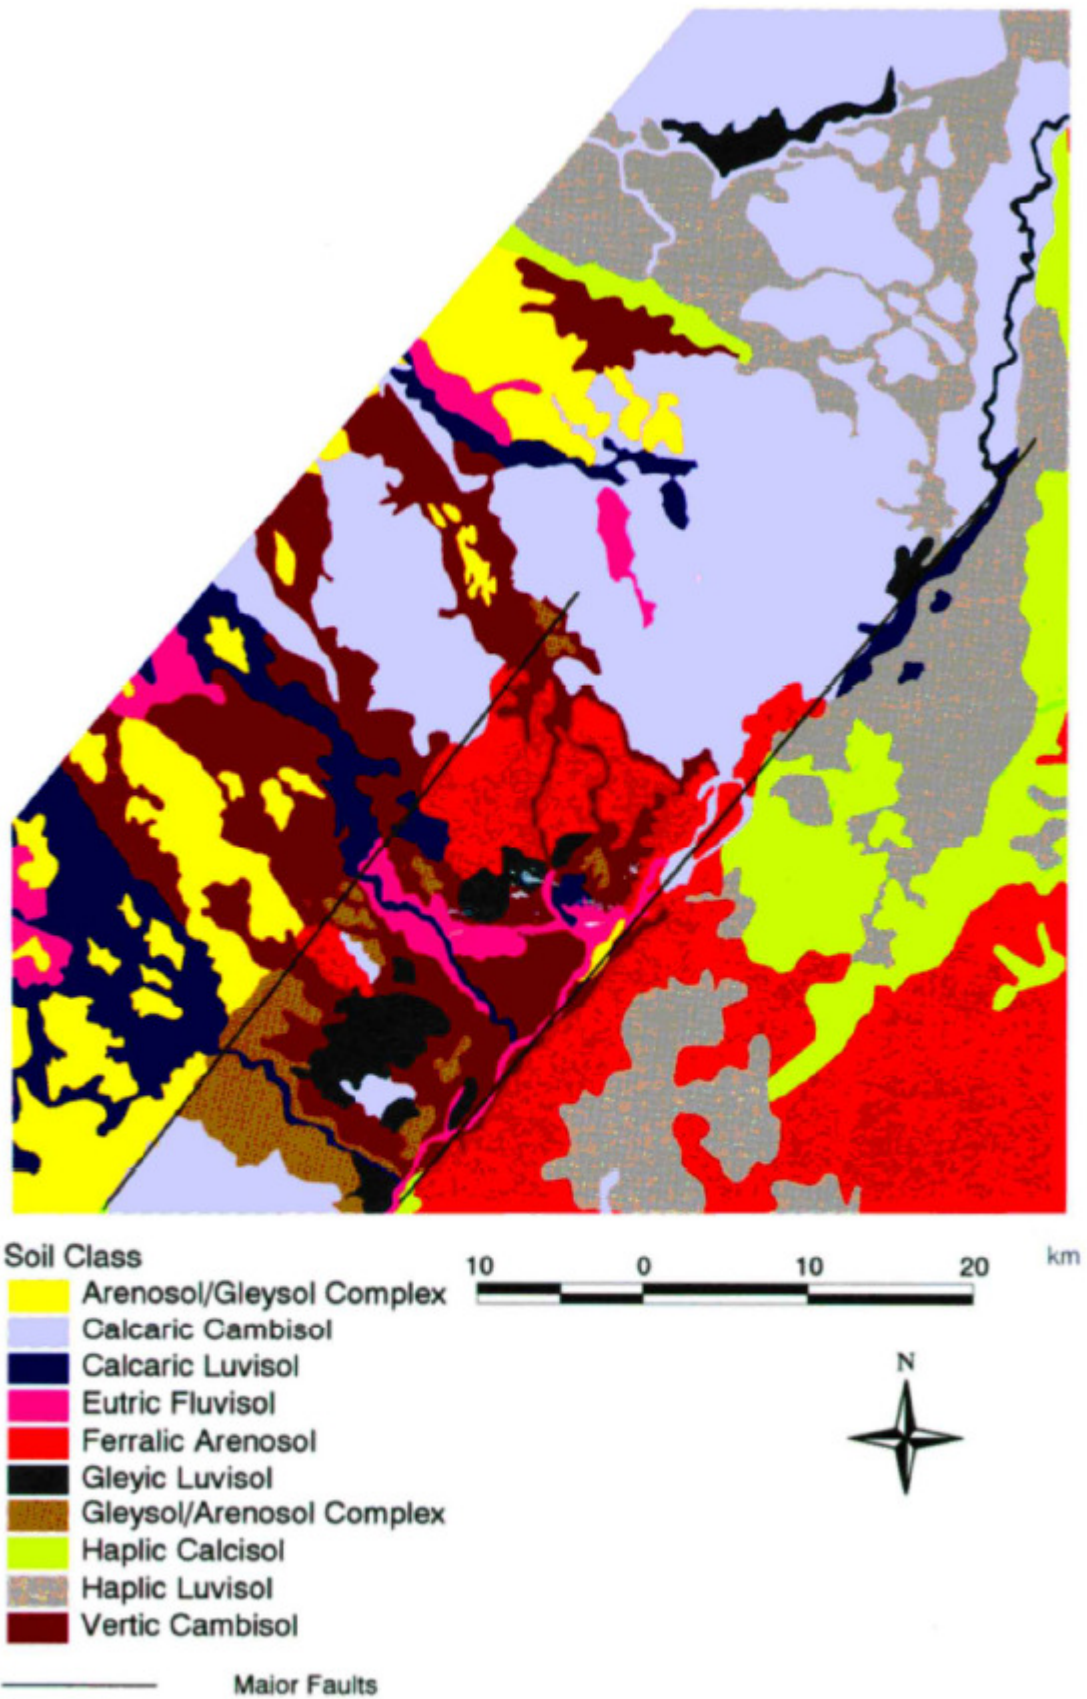 Soil Class
Arenosol/Gleysol Complex
Calcaric Cambisol
Calcaric Luvisol
Eutric Fluvisol
Ferralic Arenosol
Gleyic Luvisol
Gleysol/Arenosol Complex
Haplic Calcisol
Haplic Luvisol
Vertic Cambisol
Maior Faults
10 0 10 20 km
N